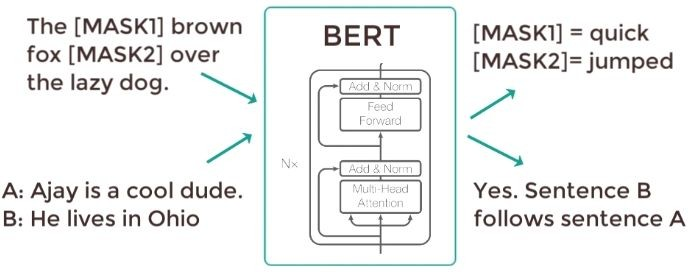 The [MASK1] brown
fox [MASK2] over
the lazy dog.
A: Ajay is a cool dude.
B: He lives in Ohio
BERT
Add & Norm
Feed
Forward
Nx
Add & Norm
Multi-Head
Attention
[MASK1] = quick
[MASK2]= jumped
Yes. Sentence B
follows sentence A